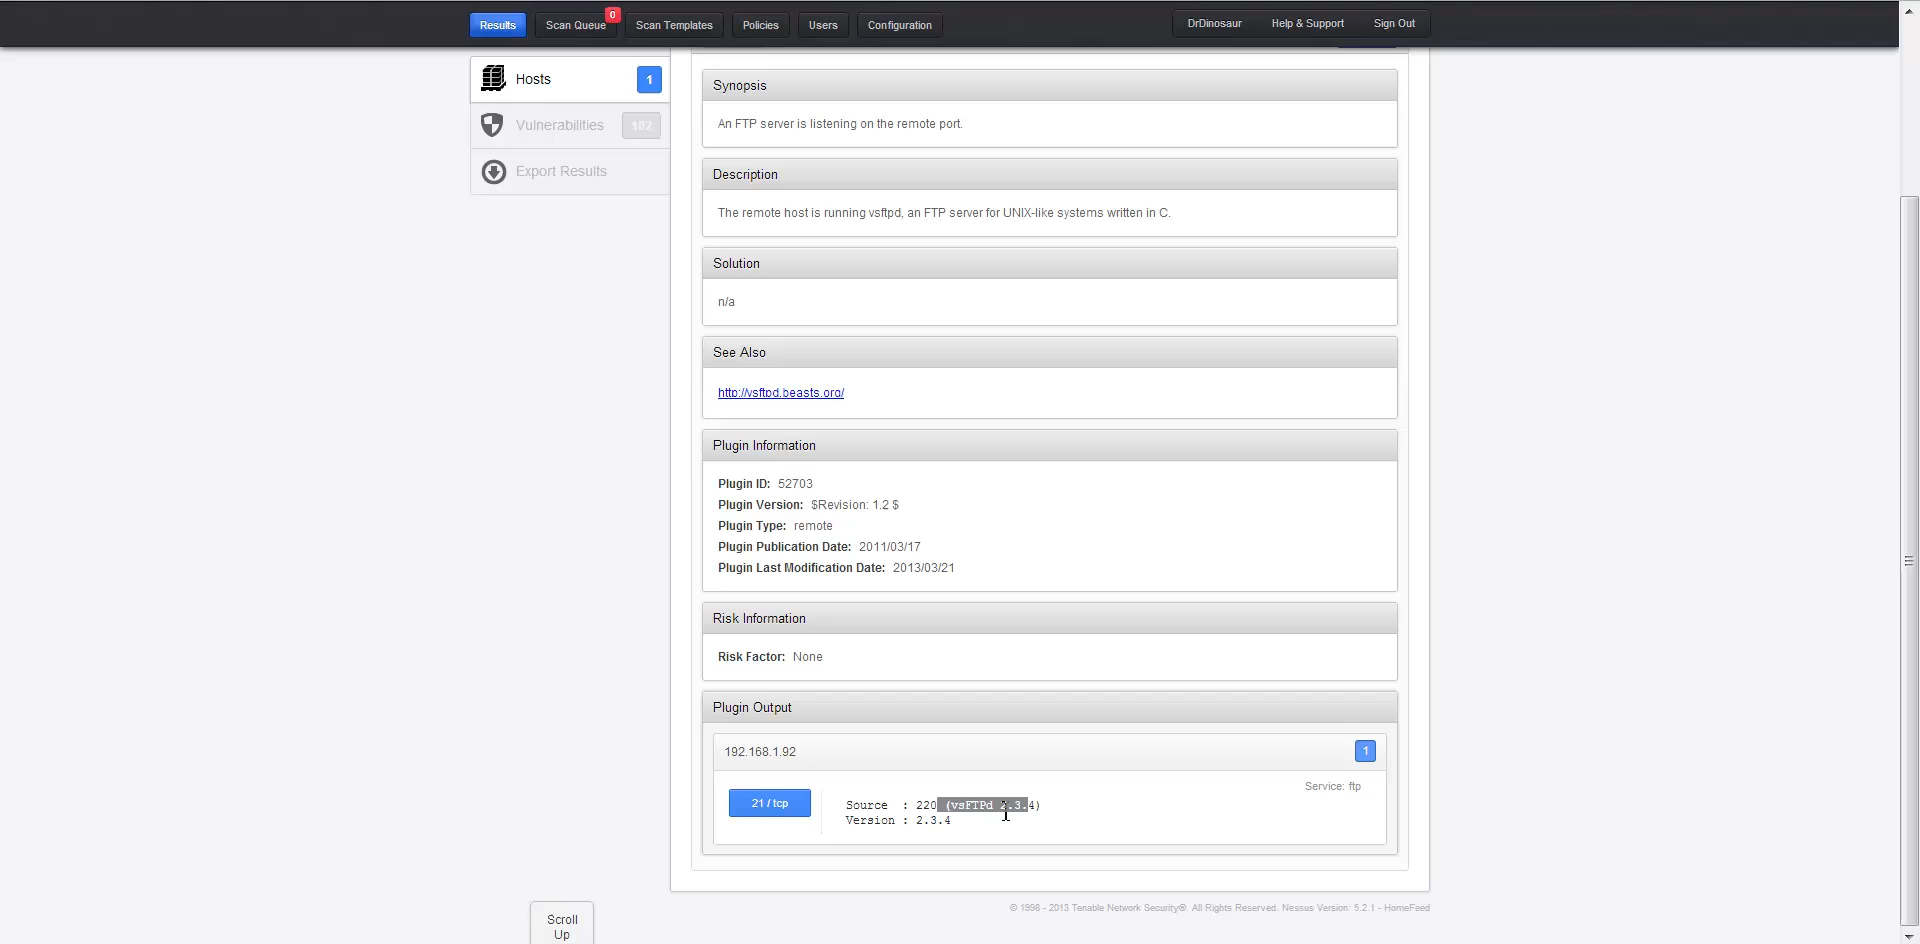 Results
Scan Queue
0
Scan Templates
Policies
Users
Configuration
DrDinosaur
Help & Support
Sign Out
Hosts
1
Vulnerabilities
102
Export Results
Synopsis
An FTP server is listening on the remote port.
Description
The remote host is running vsftpd, an FTP server for UNIX-like systems written in C.
Solution
n/a
See Also
http://vsftpd.beasts.org/
Plugin Information
Plugin ID: 52703
Plugin Version: $Revision: 1.2 $
Plugin Type: remote
Plugin Publication Date: 2011/03/17
Plugin Last Modification Date: 2013/03/21
Risk Information
Risk Factor: None
Plugin Output
192.168.1.92
1
Service: ftp
21 / tcp
Source : 220 (vsFTPd 2.3.4)
Version : 2.3.4
© 1998 - 2013 Tenable Network Security®. All Rights Reserved. Nessus Version: 5.2.1 - HomeFeed
Scroll
Up